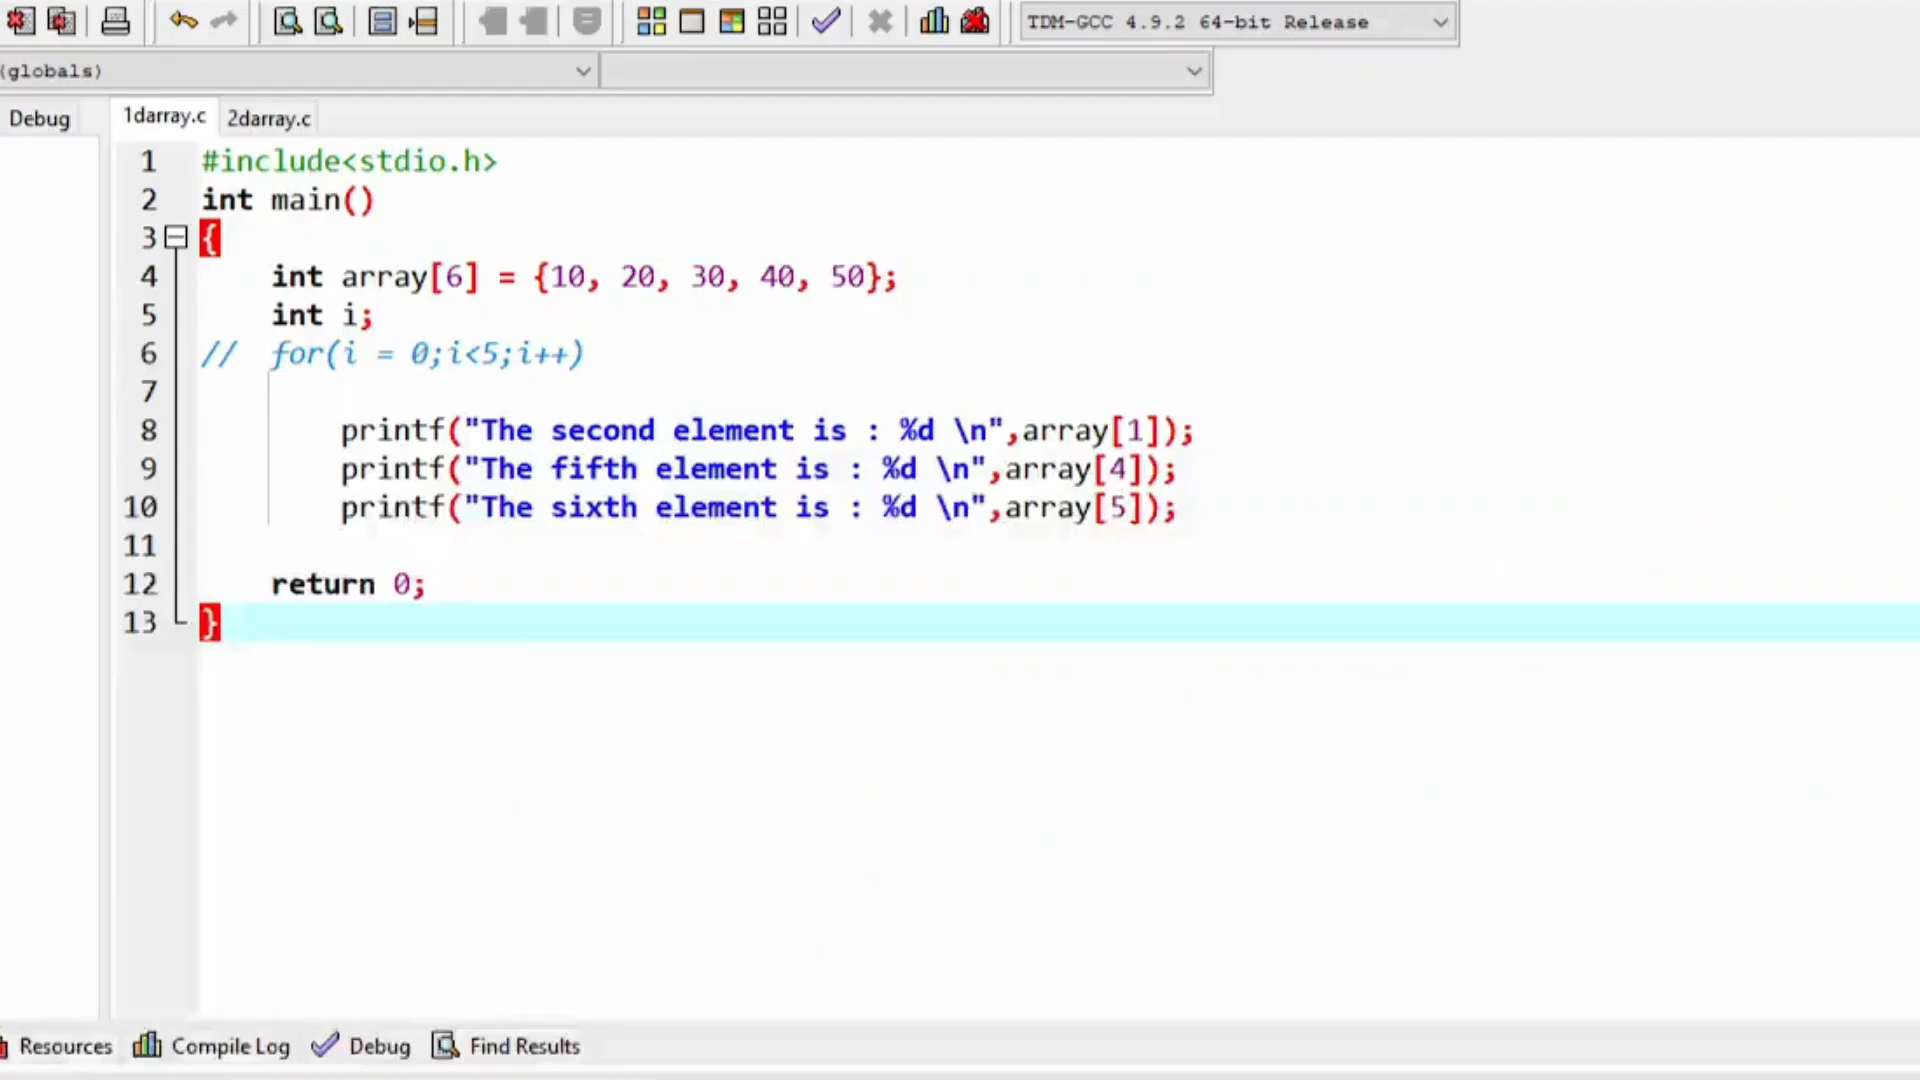 TDM-GCC 4.9.2 64-bit Release
(globals)
Debug 1darray.c 2darray.c
1 #include<stdio.h>
2 int main()
3 {
4 int array[6] = {10, 20, 30, 40, 50};
5 int i;
6 // for(i = 0;i<5;i++)
7
8 printf("The second element is : %d \n",array[1]);
9 printf("The fifth element is : %d \n",array[4]);
10 printf("The sixth element is : %d \n",array[5]);
11
12 return 0;
13 }
Resources Compile Log Debug Find Results